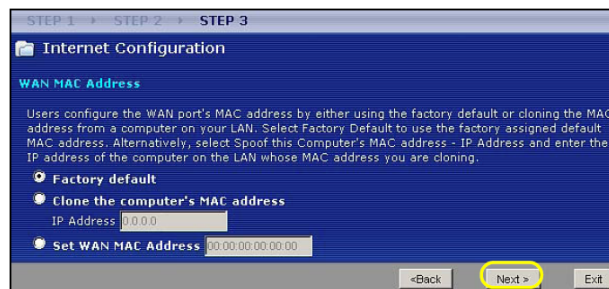 STEP 1 STEP 2 STEP 3
Internet Configuration
WAN MAC Address
Users configure the WAN port's MAC address by either using the factory default or cloning the MAC
address from a computer on your LAN. Select Factory Default to use the factory assigned default
MAC address. Alternatively, select Spoof this Computer's MAC address - IP Address and enter the
IP address of the computer on the LAN whose MAC address you are cloning.
Factory default
Clone the computer's MAC address
IP Address 0.0.0.0
Set WAN MAC Address 00:00:00:00:00:00
<Back Next > Exit